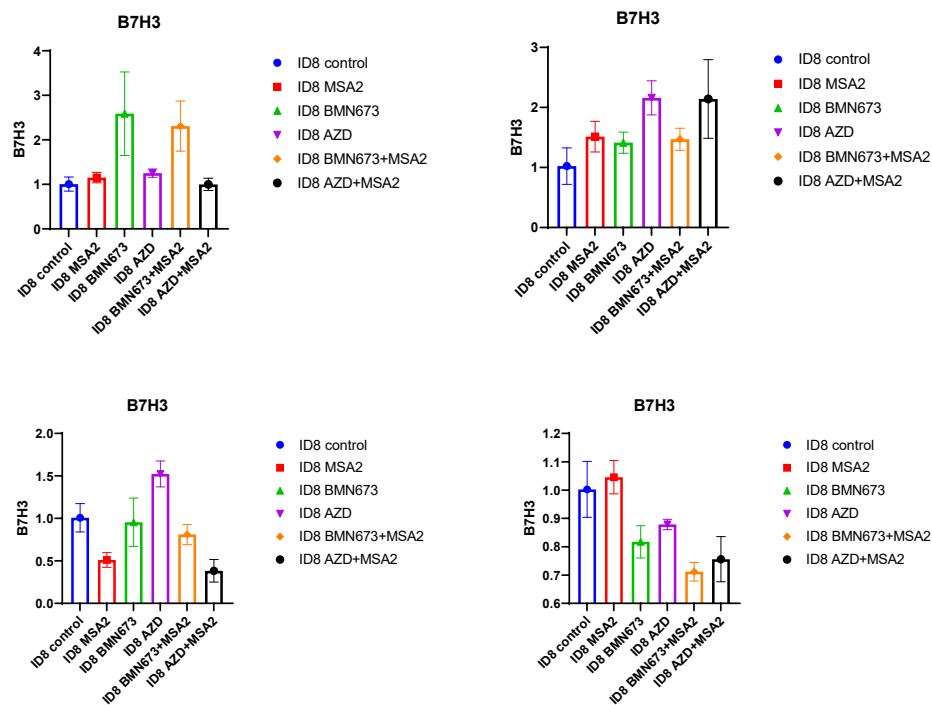 B7H3
4
3
2
1
0
B7H3
ID8 control
ID8 MSA2
ID8 BMN673
ID8 AZD
ID8 BMN673+MSA2
ID8 AZD+MSA2
ID8 control
ID8 MSA2
ID8 BMN673
ID8 AZD
ID8 BMN673+MSA2
ID8 AZD+MSA2
B7H3
3
2
1
0
B7H3
ID8 control
ID8 MSA2
ID8 BMN673
ID8 AZD
ID8 BMN673+MSA2
ID8 AZD+MSA2
ID8 control
ID8 MSA2
ID8 BMN673
ID8 AZD
ID8 BMN673+MSA2
ID8 AZD+MSA2
B7H3
2.0
1.5
1.0
0.5
0.0
B7H3
ID8 control
ID8 MSA2
ID8 BMN673
ID8 AZD
ID8 BMN673+MSA2
ID8 AZD+MSA2
ID8 control
ID8 MSA2
ID8 BMN673
ID8 AZD
ID8 BMN673+MSA2
ID8 AZD+MSA2
B7H3
1.2
1.1
1.0
0.9
0.8
0.7
0.6
B7H3
ID8 control
ID8 MSA2
ID8 BMN673
ID8 AZD
ID8 BMN673+MSA2
ID8 AZD+MSA2
ID8 control
ID8 MSA2
ID8 BMN673
ID8 AZD
ID8 BMN673+MSA2
ID8 AZD+MSA2